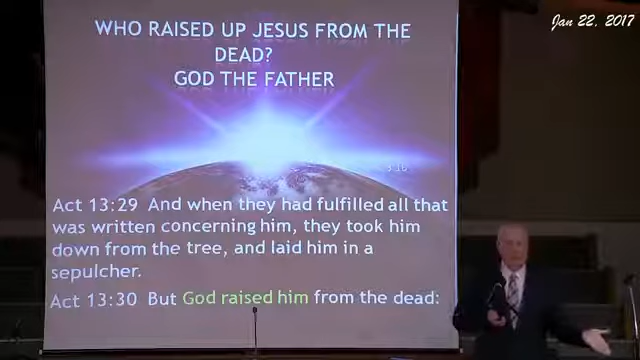 Jan 22, 2017
WHO RAISED UP JESUS FROM THE
DEAD?
GOD THE FATHER
3:16
Act 13:29 And when they had fulfilled all that
was written concerning him, they took him
down from the tree, and laid him in a
sepulcher.
Act 13:30 But God raised him from the dead: